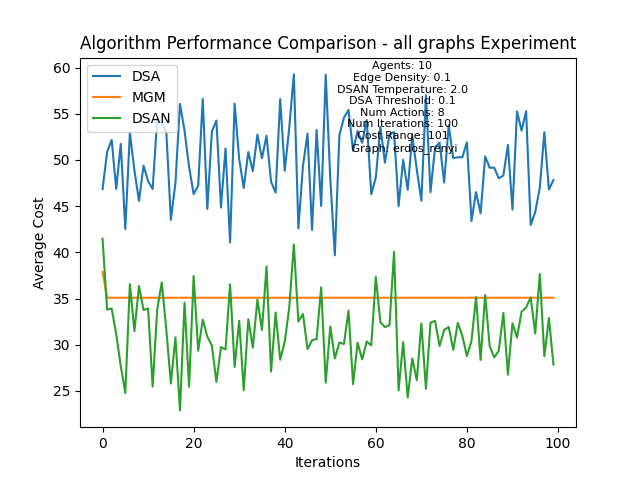 Algorithm Performance Comparison - all graphs Experiment
60
55
50
45
40
35
30
25
Average Cost
DSA
MGM
DSAN
Agents: 10
Edge Density: 0.1
DSAN Temperature: 2.0
DSA Threshold: 0.1
Num Actions: 8
Num Iterations: 100
Cost Range: 101
Graph: erdos_renyi
0
20
40
60
80
100
Iterations